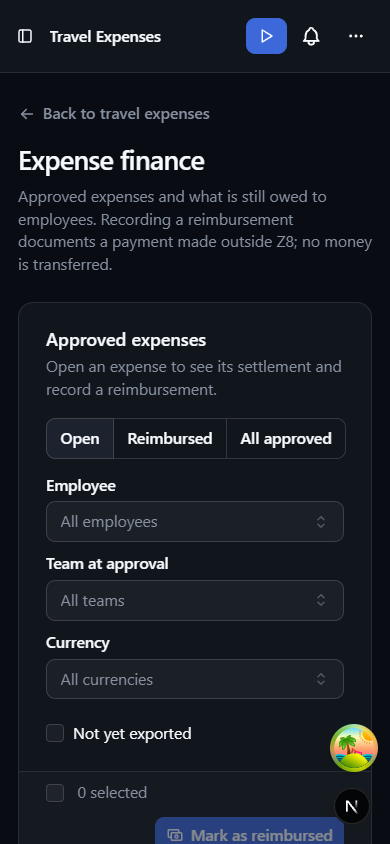 Travel Expenses
Back to travel expenses
Expense finance
Approved expenses and what is still owed to
employees. Recording a reimbursement
documents a payment made outside Z8; no money
is transferred.
Approved expenses
Open an expense to see its settlement and
record a reimbursement.
Open Reimbursed All approved
Employee
All employees
Team at approval
All teams
Currency
All currencies
Not yet exported
0 selected
N
Mark as reimbursed